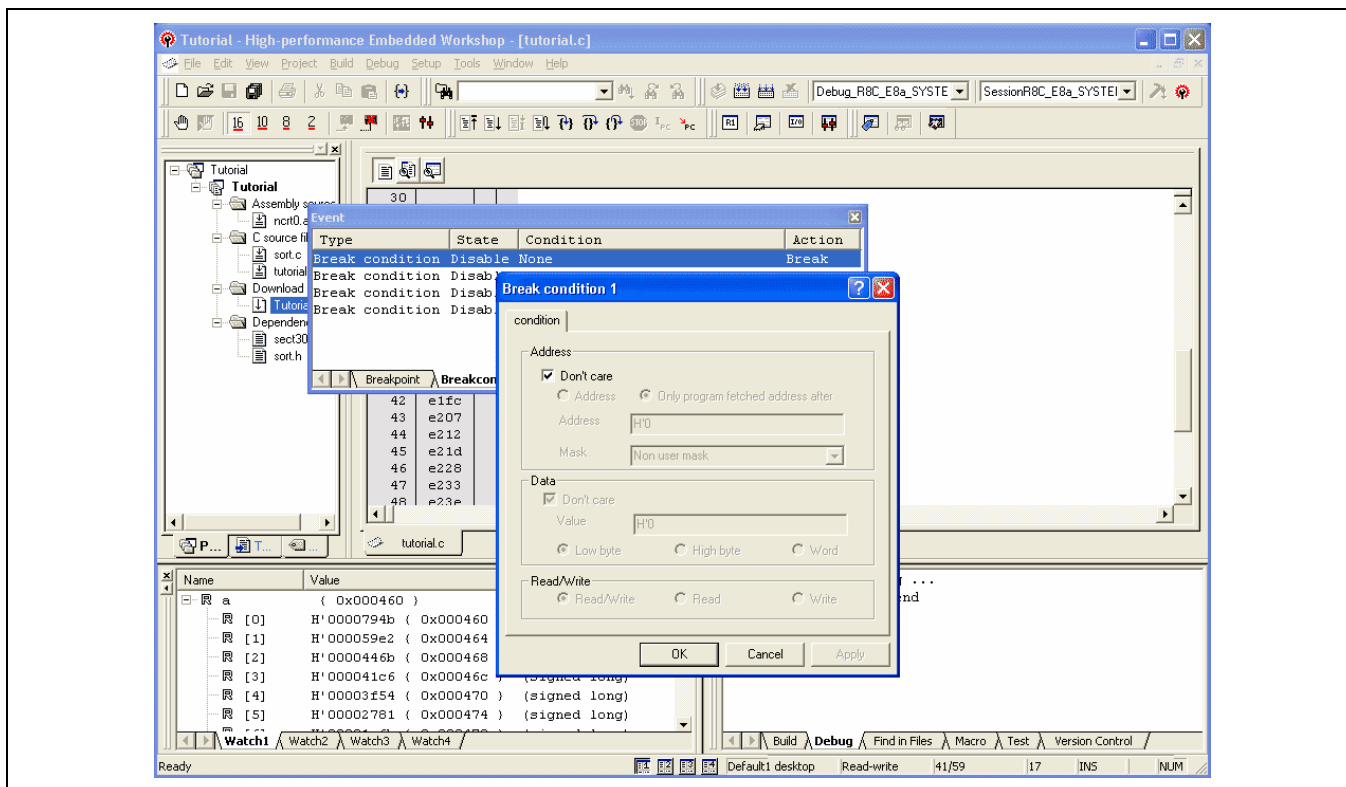 Tutorial - High-performance Embedded Workshop - [tutorial.c]
File Edit View Project Build Debug Setup Tools Window Help
Debug_R8C_E8a_SYSTE SessionR8C_E8a_SYSTEI
16 10 8 2
Tutorial
Tutorial
Assembly source
ncrt0.a
C source fil
sort.c
tutorial
Download
Tutoria
Dependen
sect30
sort.h
30
Event
Type State Condition Action
Break condition Disable None Break
Break condition Disabl
Break condition Disab
Break condition Disab
Breakpoint Breakcon
42 e1fc
43 e207
44 e212
45 e21d
46 e228
47 e233
48 e23e
Break condition 1
condition
Address
Don't care
Address Only program fetched address after
Address H'0
Mask Non user mask
Data
Don't care
Value H'0
Low byte High byte Word
Read/Write
Read/Write Read Write
OK Cancel Apply
P... T... ...
tutorial.c
Name Value
a { 0x000460 }
[0] H'0000794b { 0x000460
[1] H'000059e2 { 0x000464
[2] H'0000446b { 0x000468
[3] H'000041c6 { 0x00046c } (signed long)
[4] H'00003f54 { 0x000470 } (signed long)
[5] H'00002781 { 0x000474 } (signed long)
...
end
Watch1 Watch2 Watch3 Watch4
Build Debug Find in Files Macro Test Version Control
Ready Default1 desktop Read-write 41/59 17 INS NUM